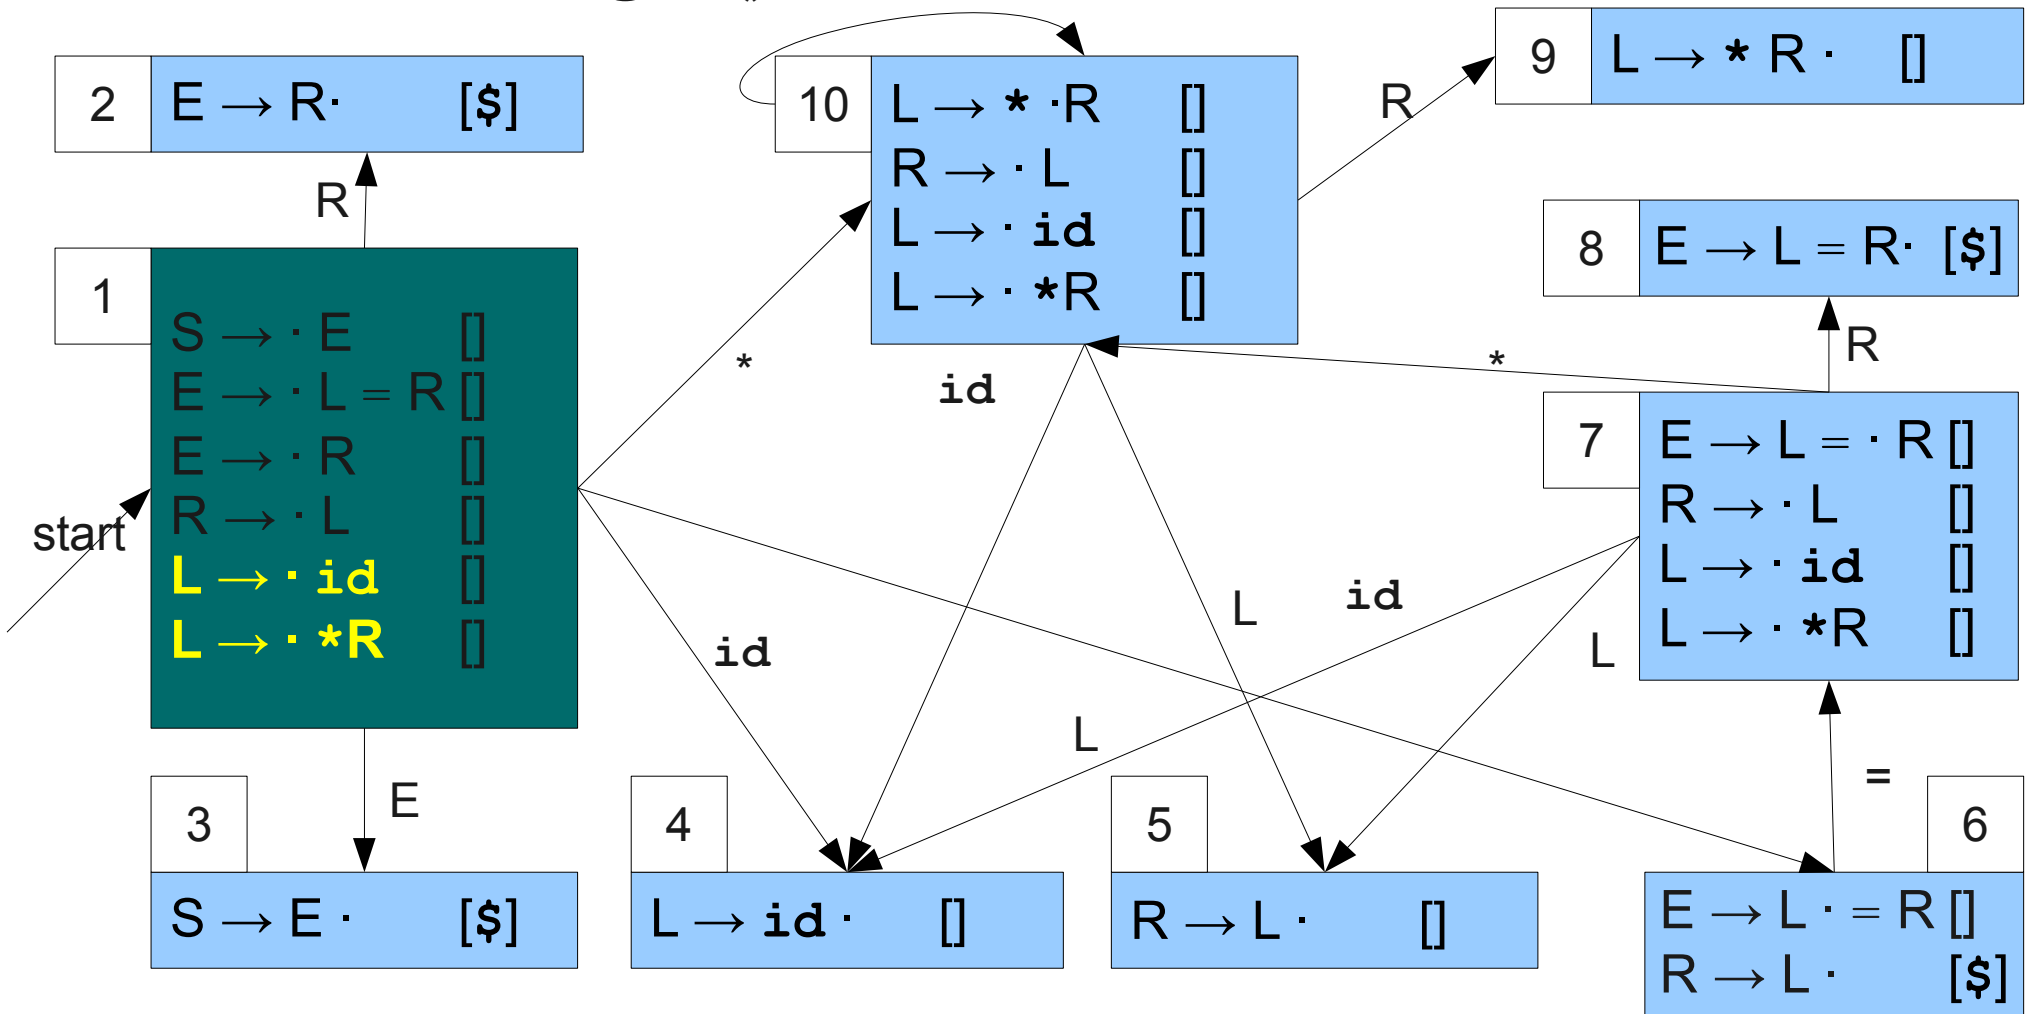 2
E → R· [$]
R
1
S → · E []
E → · L = R []
E → · R []
R → · L []
L → · id []
L → · *R []
start
E
3
S → E · [$]
10
L → * ·R []
R → · L []
L → · id []
L → · *R []
*
id
id
L
4
L → id · []
5
R → L · []
R
9
L → * R · []
8
E → L = R· [$]
R
*
7
E → L = · R []
R → · L []
L → · id []
L → · *R []
id
L
L
=
6
E → L · = R []
R → L · [$]